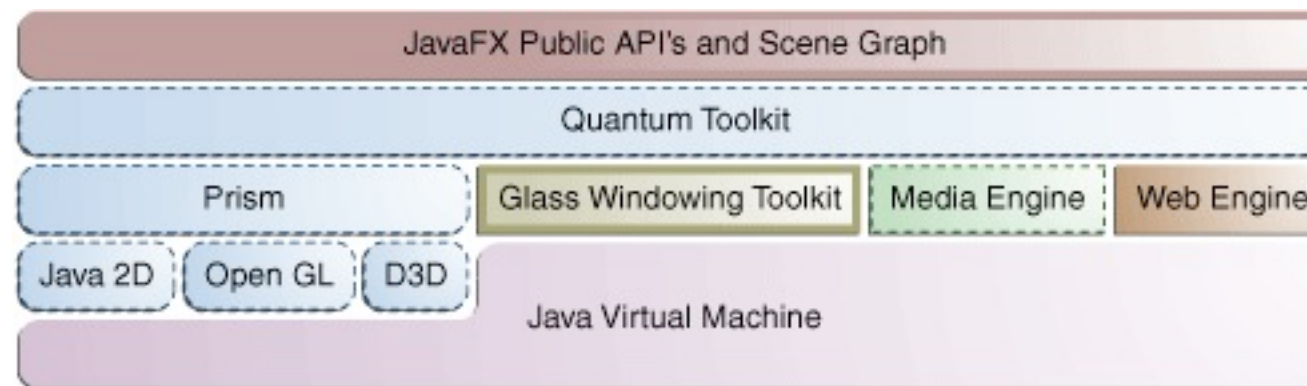 JavaFX Public API's and Scene Graph
Quantum Toolkit
Prism
Glass Windowing Toolkit
Media Engine
Web Engine
Java 2D
Open GL
D3D
Java Virtual Machine